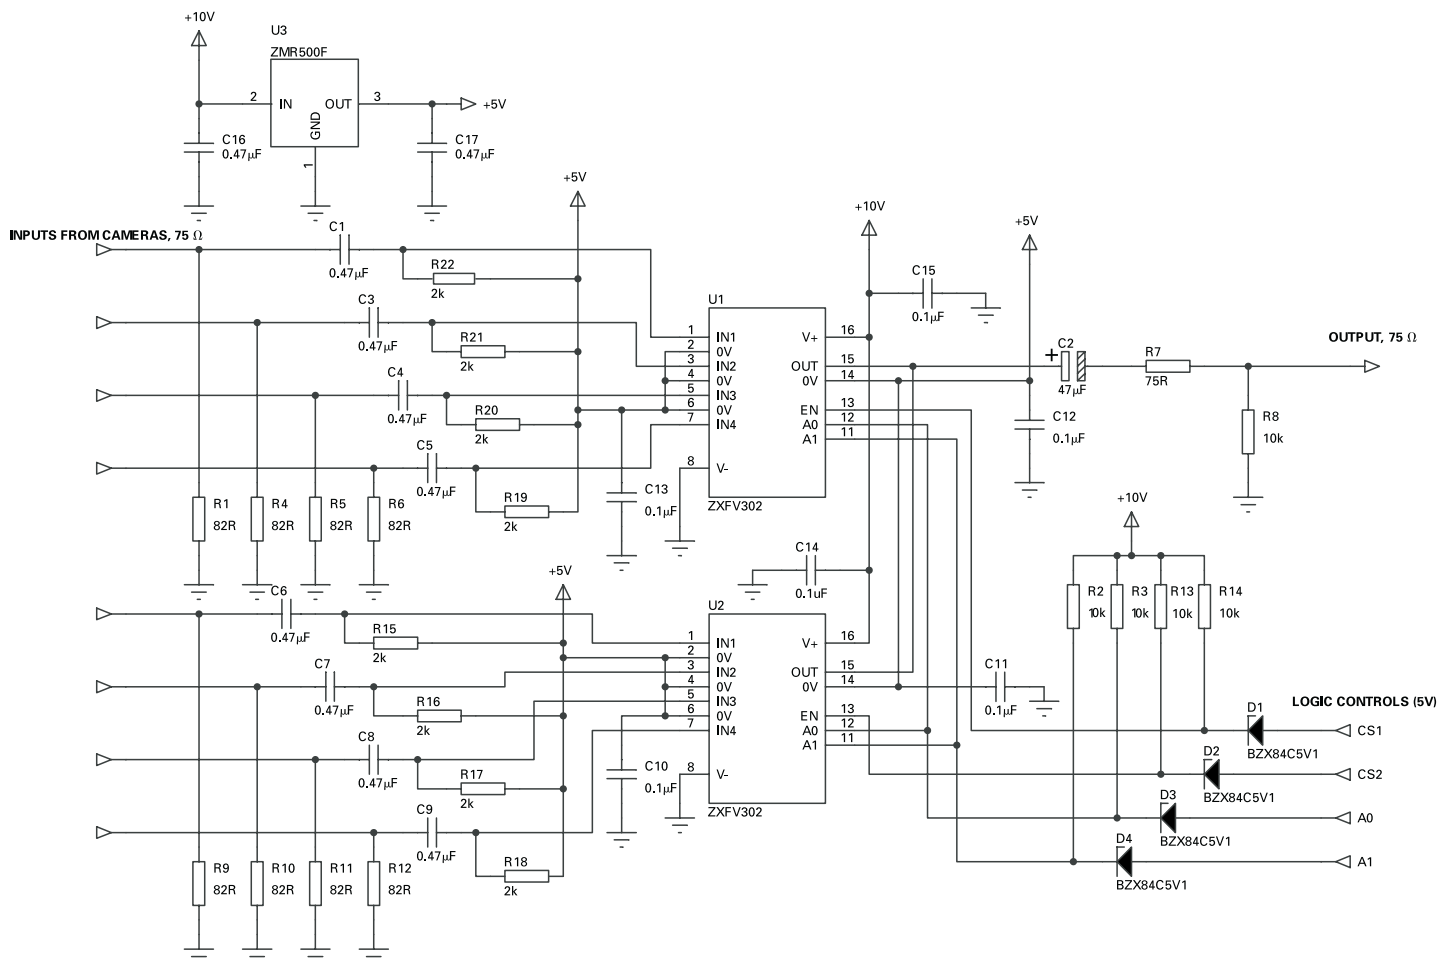 +10V
U3
ZMR500F
2 IN OUT 3
+5V
GND
1
C16
0.47µF
C17
0.47µF
+5V
INPUTS FROM CAMERAS, 75 Ω
C1
0.47µF
R22
2k
C3
0.47µF
R21
2k
C4
0.47µF
R20
2k
C5
0.47µF
R19
2k
R1
82R
R4
82R
R5
82R
R6
82R
C13
0.1µF
+10V
+5V
C15
0.1µF
U1
1 IN1 V+ 16
2 0V
3 IN2 OUT 15
4 0V 0V 14
5 IN3
6 0V EN 13
7 IN4 A0 12
A1 11
8 V-
ZXFV302
C2
+
47µF
R7
75R
OUTPUT, 75 Ω
R8
10k
C12
0.1µF
C14
0.1uF
+10V
R2
10k
R3
10k
R13
10k
R14
10k
+5V
C6
0.47µF
R15
2k
C7
0.47µF
R16
2k
C8
0.47µF
R17
2k
C9
0.47µF
R18
2k
R9
82R
R10
82R
R11
82R
R12
82R
C10
0.1µF
U2
1 IN1 V+ 16
2 0V
3 IN2 OUT 15
4 0V 0V 14
5 IN3
6 0V EN 13
7 IN4 A0 12
A1 11
8 V-
ZXFV302
C11
0.1µF
LOGIC CONTROLS (5V)
D1
BZX84C5V1
CS1
D2
BZX84C5V1
CS2
D3
BZX84C5V1
A0
D4
BZX84C5V1
A1